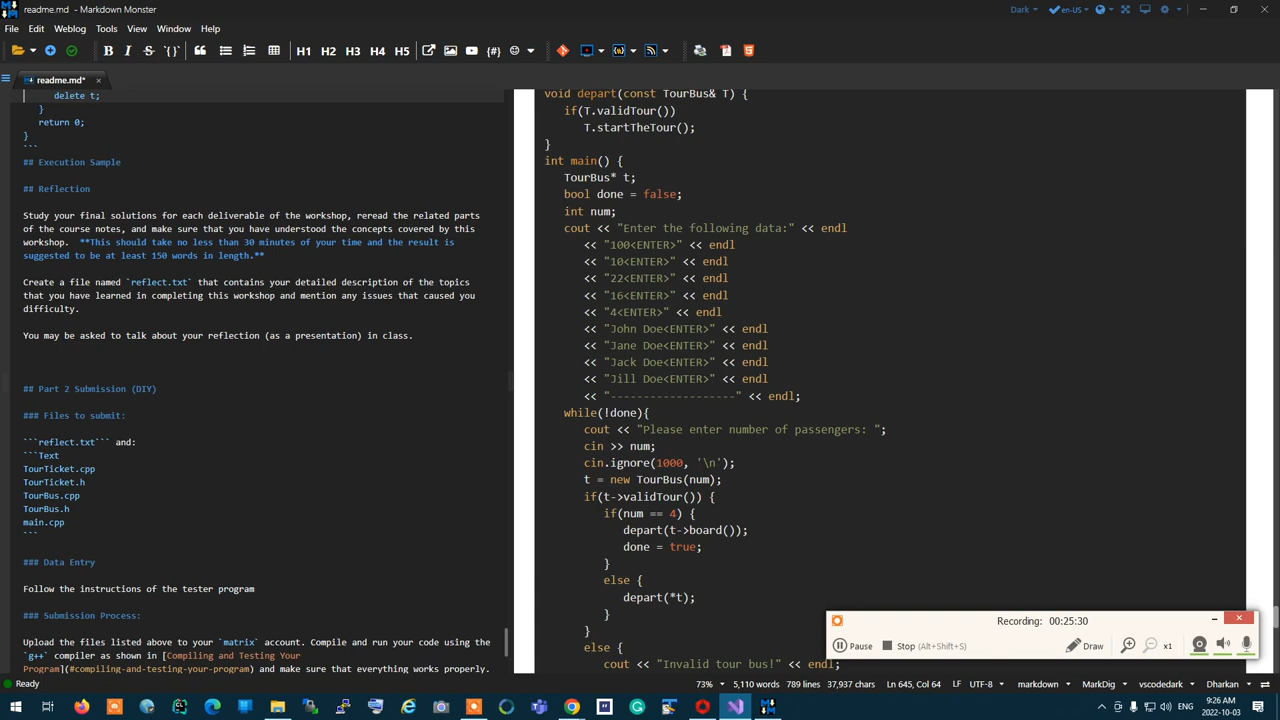 readme.md* - Markdown Monster
Dark
en-US
File Edit Weblog Tools Window Help
B I S `{ }
H1 H2 H3 H4 H5
{#}
readme.md*
delete t;
}
return 0;
}
```
## Execution Sample
## Reflection
Study your final solutions for each deliverable of the workshop, reread the related parts
of the course notes, and make sure that you have understood the concepts covered by this
workshop. **This should take no less than 30 minutes of your time and the result is
suggested to be at least 150 words in length.**
Create a file named `reflect.txt` that contains your detailed description of the topics
that you have learned in completing this workshop and mention any issues that caused you
difficulty.
You may be asked to talk about your reflection (as a presentation) in class.
## Part 2 Submission (DIY)
### Files to submit:
```reflect.txt``` and:
```Text
TourTicket.cpp
TourTicket.h
TourBus.cpp
TourBus.h
main.cpp
```
### Data Entry
Follow the instructions of the tester program
### Submission Process:
Upload the files listed above to your `matrix` account. Compile and run your code using the
`g++` compiler as shown in [Compiling and Testing Your
Program](#compiling-and-testing-your-program) and make sure that everything works properly.
void depart(const TourBus& T) {
if(T.validTour())
T.startTheTour();
}
int main() {
TourBus* t;
bool done = false;
int num;
cout << "Enter the following data:" << endl
<< "100<ENTER>" << endl
<< "10<ENTER>" << endl
<< "22<ENTER>" << endl
<< "16<ENTER>" << endl
<< "4<ENTER>" << endl
<< "John Doe<ENTER>" << endl
<< "Jane Doe<ENTER>" << endl
<< "Jack Doe<ENTER>" << endl
<< "Jill Doe<ENTER>" << endl
<< "-------------------" << endl;
while(!done){
cout << "Please enter number of passengers: ";
cin >> num;
cin.ignore(1000, '\n');
t = new TourBus(num);
if(t->validTour()) {
if(num == 4) {
depart(t->board());
done = true;
}
else {
depart(*t);
}
}
else {
cout << "Invalid tour bus!" << endl;
Recording: 00:25:30
Pause Stop (Alt+Shift+S) Draw x1
Ready
73% 5,110 words 789 lines 37,937 chars Ln 645, Col 64 LF UTF-8 markdown MarkDig vscodedark Dharkan
ENG
9:26 AM
2022-10-03